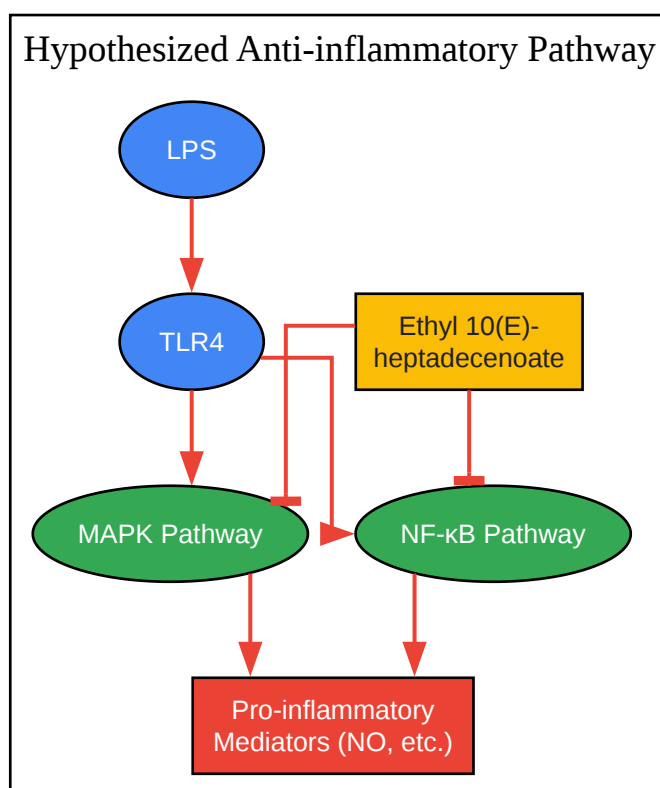 Hypothesized Anti-inflammatory Pathway
LPS
TLR4
Ethyl 10(E)-
heptadecenoate
MAPK Pathway
NF-κB Pathway
Pro-inflammatory
Mediators (NO, etc.)